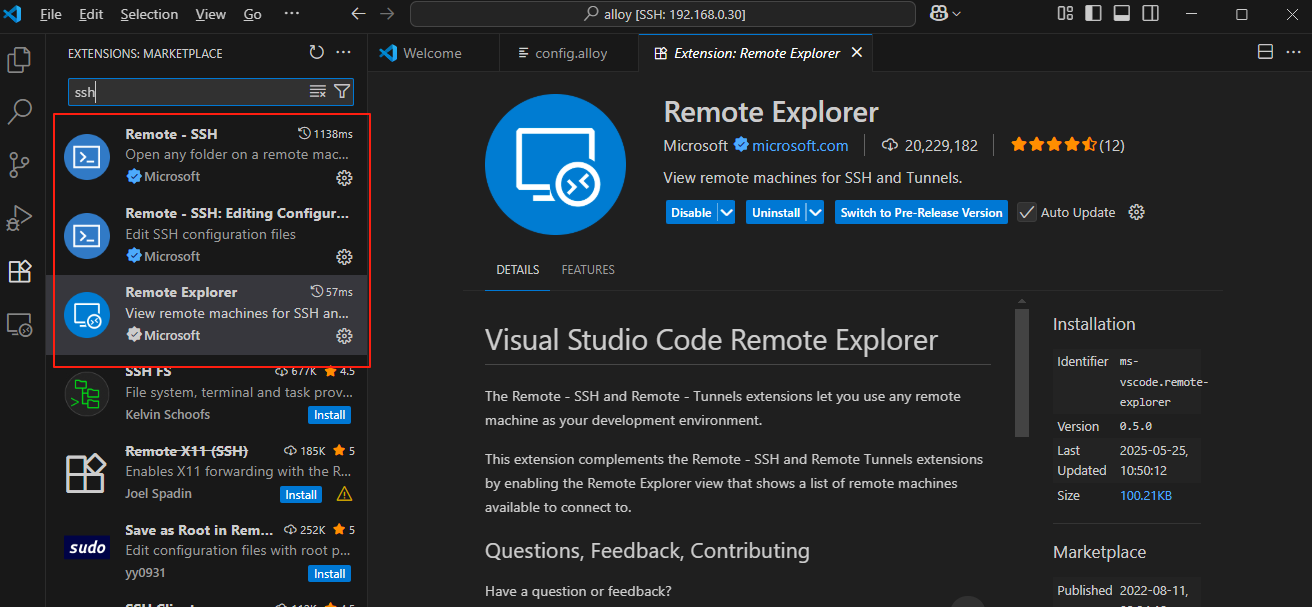 File Edit Selection View Go ··· alloy [SSH: 192.168.0.30]
EXTENSIONS: MARKETPLACE
ssh
Remote - SSH 1138ms
Open any folder on a remote mac...
Microsoft
Remote - SSH: Editing Configur...
Edit SSH configuration files
Microsoft
Remote Explorer 57ms
View remote machines for SSH an...
Microsoft
SSH FS 677K 4.5
File system, terminal and task prov...
Kelvin Schoofs Install
Remote X11 (SSH) 185K 5
Enables X11 forwarding with the R...
Joel Spadin Install
sudo
Save as Root in Rem... 252K 5
Edit configuration files with root p...
yy0931 Install
Welcome config.alloy Extension: Remote Explorer
Remote Explorer
Microsoft microsoft.com 20,229,182 (12)
View remote machines for SSH and Tunnels.
Disable Uninstall Switch to Pre-Release Version Auto Update
DETAILS FEATURES
Visual Studio Code Remote Explorer
The Remote - SSH and Remote - Tunnels extensions let you use any remote
machine as your development environment.
This extension complements the Remote - SSH and Remote Tunnels extensions
by enabling the Remote Explorer view that shows a list of remote machines
available to connect to.
Questions, Feedback, Contributing
Have a question or feedback?
Installation
Identifier ms-
vscode.remote-
explorer
Version 0.5.0
Last 2025-05-25,
Updated 10:50:12
Size 100.21KB
Marketplace
Published 2022-08-11,